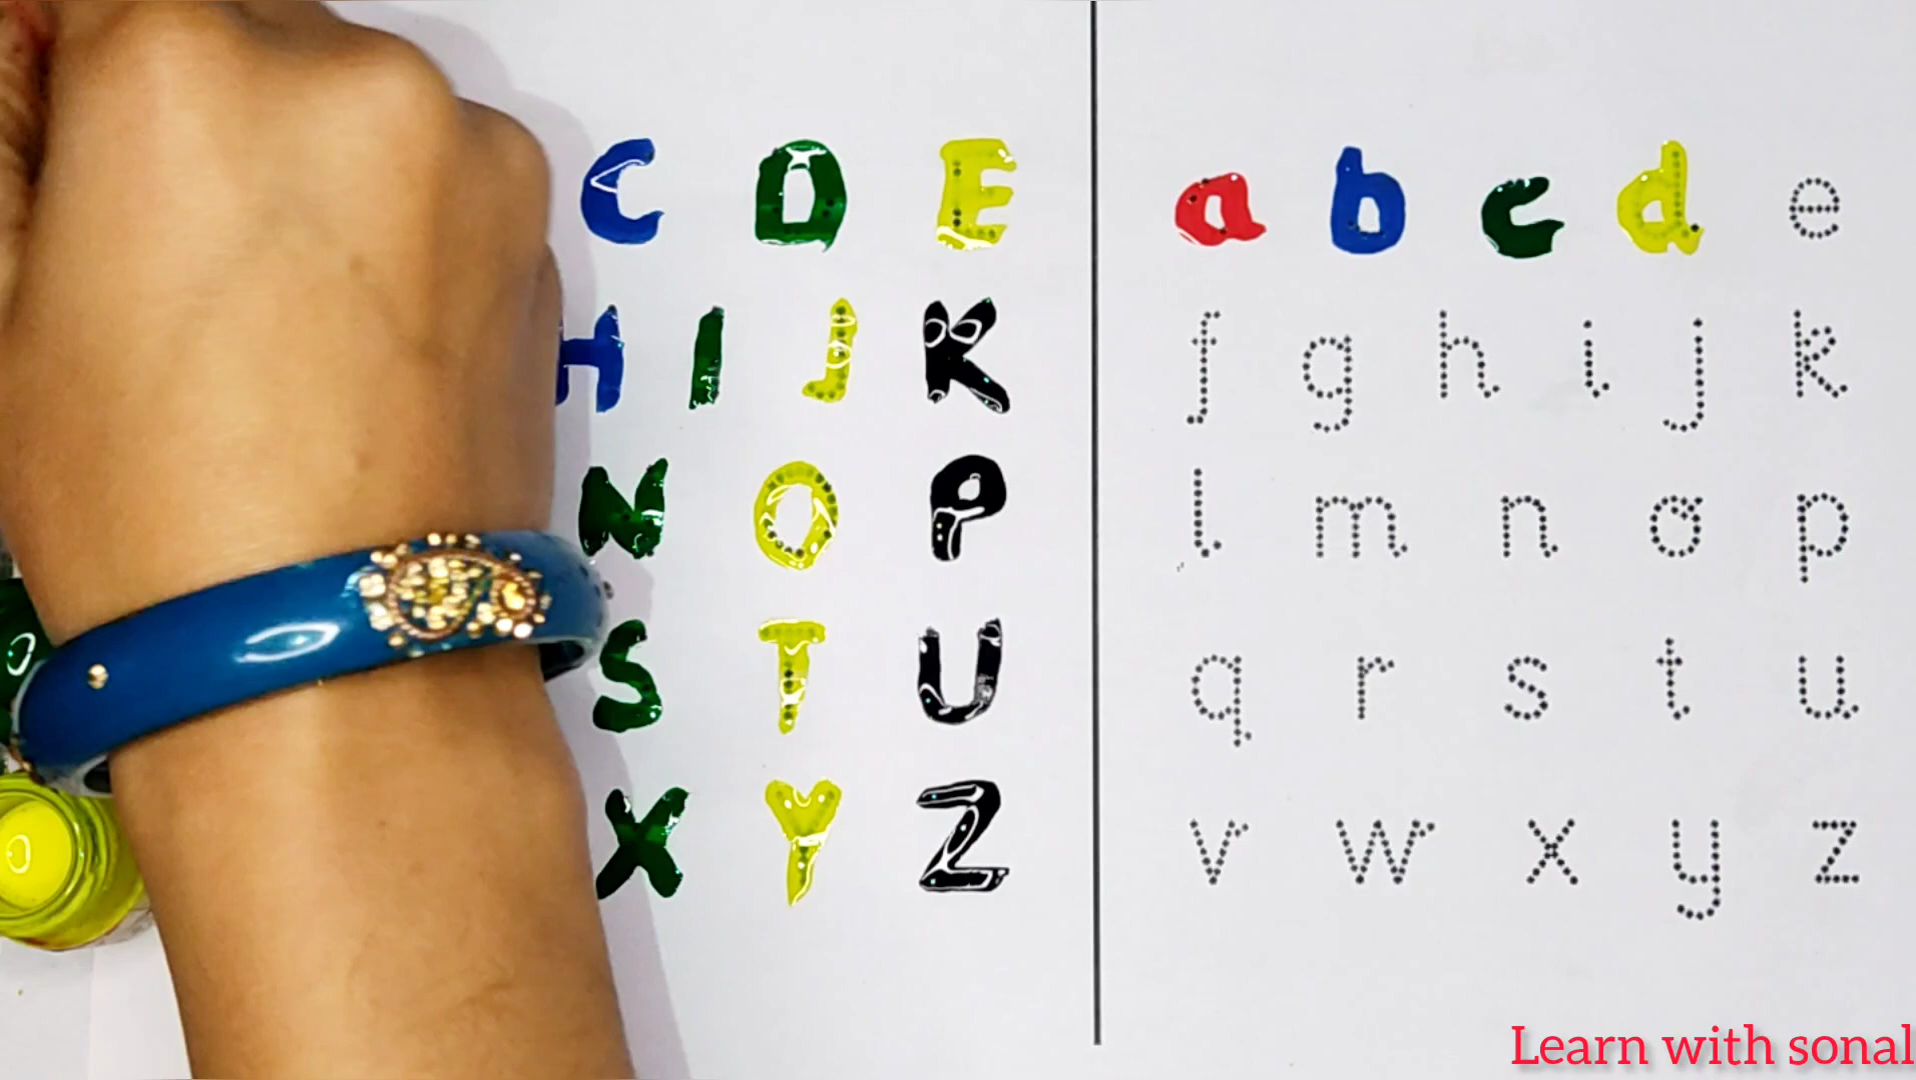 C D E
H I J K
N O P
S T U
X Y Z
a b c d e
f g h i j k
l m n o p
q r s t u
v w x y z
Learn with sonal